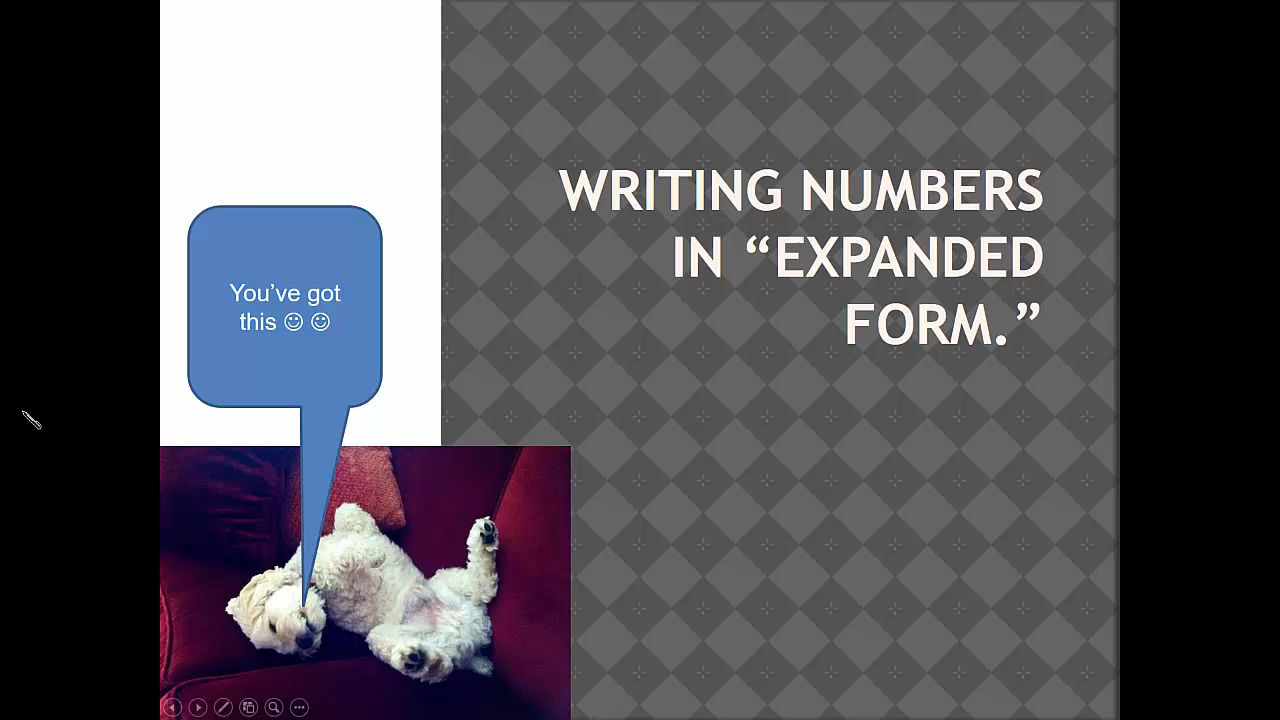 WRITING NUMBERS
IN “EXPANDED
FORM.”
You’ve got
this ☺ ☺